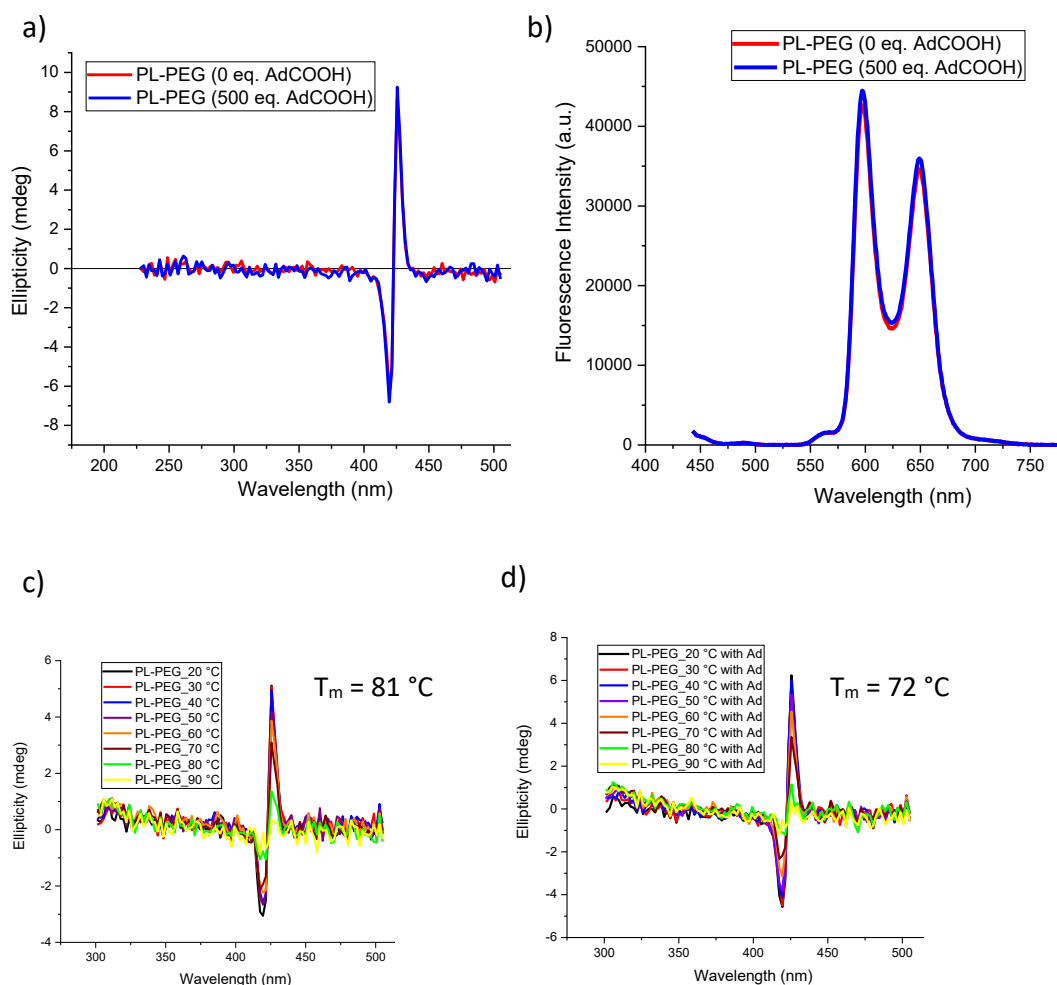 a)
PL-PEG (0 eq. AdCOOH)
PL-PEG (500 eq. AdCOOH)
10
8
6
4
2
0
-2
-4
-6
-8
Ellipticity (mdeg)
200 250 300 350 400 450 500
Wavelength (nm)
b)
PL-PEG (0 eq. AdCOOH)
PL-PEG (500 eq. AdCOOH)
50000
40000
30000
20000
10000
0
Fluorescence Intensity (a.u.)
400 450 500 550 600 650 700 750
Wavelength (nm)
c)
PL-PEG_20 °C
PL-PEG_30 °C
PL-PEG_40 °C
PL-PEG_50 °C
PL-PEG_60 °C
PL-PEG_70 °C
PL-PEG_80 °C
PL-PEG_90 °C
Tm = 81 °C
6
4
2
0
-2
-4
Ellipticity (mdeg)
300 350 400 450 500
Wavelength (nm)
d)
PL-PEG_20 °C with Ad
PL-PEG_30 °C with Ad
PL-PEG_40 °C with Ad
PL-PEG_50 °C with Ad
PL-PEG_60 °C with Ad
PL-PEG_70 °C with Ad
PL-PEG_80 °C with Ad
PL-PEG_90 °C with Ad
Tm = 72 °C
8
6
4
2
0
-2
-4
-6
Ellipticity (mdeg)
300 350 400 450 500
Wavelength (nm)